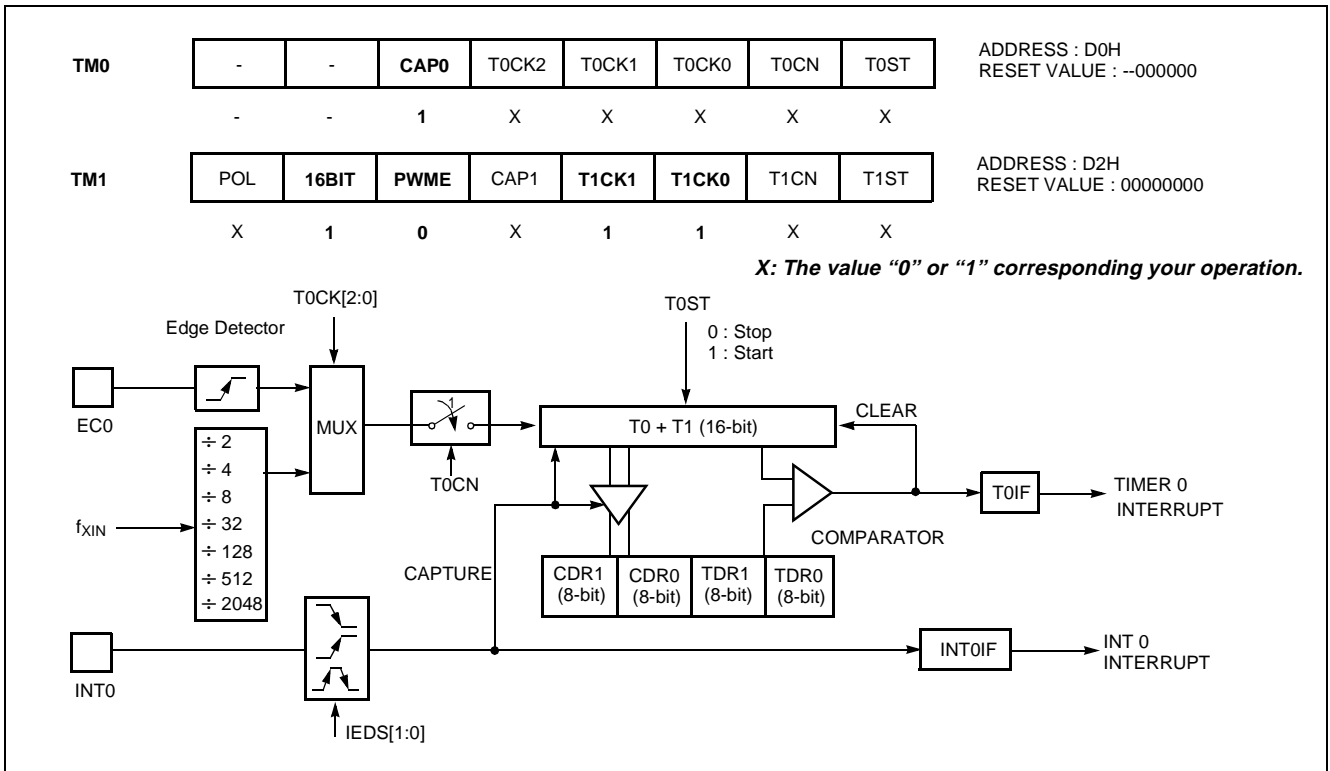 TM0 - - CAP0 T0CK2 T0CK1 T0CK0 T0CN T0ST
ADDRESS : D0H
RESET VALUE : --000000
- - 1 X X X X X
TM1 POL 16BIT PWME CAP1 T1CK1 T1CK0 T1CN T1ST
ADDRESS : D2H
RESET VALUE : 00000000
X 1 0 X 1 1 X X
X: The value “0” or “1” corresponding your operation.
T0CK[2:0]
T0ST
Edge Detector
0 : Stop
1 : Start
EC0
MUX
1
T0CN
T0 + T1 (16-bit)
CLEAR
÷ 2
÷ 4
÷ 8
÷ 32
÷ 128
÷ 512
÷ 2048
fXIN
COMPARATOR
T0IF
TIMER 0
INTERRUPT
CAPTURE
CDR1
(8-bit)
CDR0
(8-bit)
TDR1
(8-bit)
TDR0
(8-bit)
INT0
INT0IF
INT 0
INTERRUPT
IEDS[1:0]